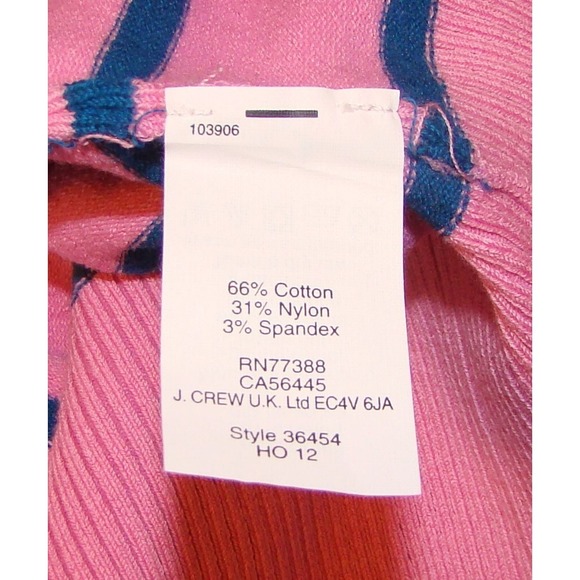 103906
66% Cotton
31% Nylon
3% Spandex
RN77388
CA56445
J. CREW U.K. Ltd EC4V 6JA
Style 36454
HO 12